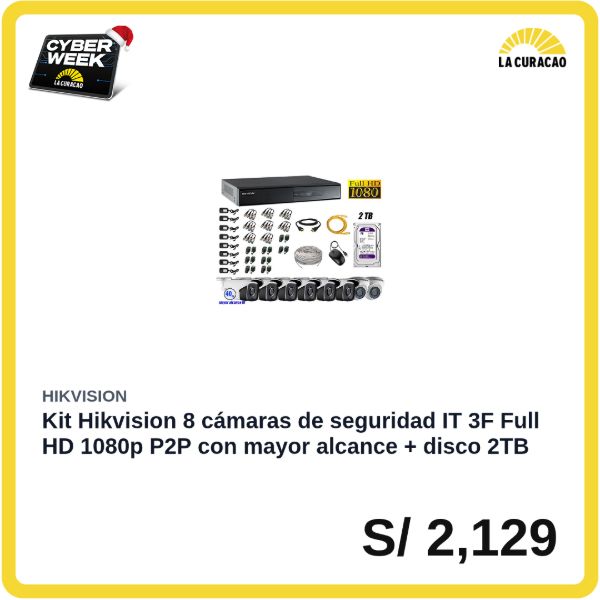 CYBER
WEEK
LA CURACAO
LA CURACAO
Full HD
1080
2 TB
40
HIKVISION
Kit Hikvision 8 cámaras de seguridad IT 3F Full
HD 1080p P2P con mayor alcance + disco 2TB
S/ 2,129